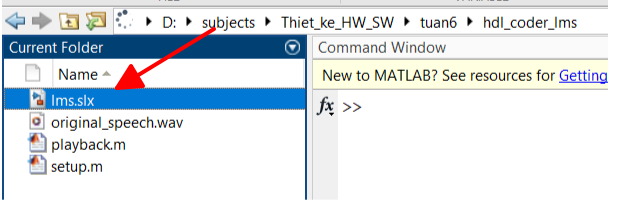 D: ▸ subjects ▸ Thiet_ke_HW_SW ▸ tuan6 ▸ hdl_coder_lms
Current Folder
Name
lms.slx
original_speech.wav
playback.m
setup.m
Command Window
New to MATLAB? See resources for Getting
fx >>